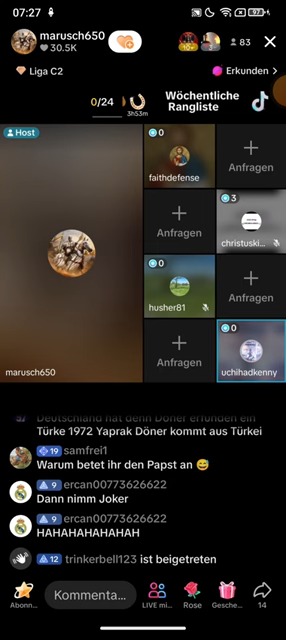 07:27
97
marusch650
30.5K
10+
3
83
Liga C2
Erkunden >
0/24
3h53m
Wöchentliche
Rangliste
Host
0
faithdefense
Anfragen
Anfragen
3
christuski...
0
husher81
Anfragen
Anfragen
0
uchihadkenny
marusch650
Deutschland hat denn Döner erfunden ein
Türke 1972 Yaprak Döner kommt aus Türkei
19 samfrei1
Warum betet ihr den Papst an 😅
9 ercan00773626622
Dann nimm Joker
9 ercan00773626622
HAHAHAHAHAHAH
12 trinkerbell123 ist beigetreten
Abonn...
Kommenta...
LIVE mi...
Rose
Gesche...
14